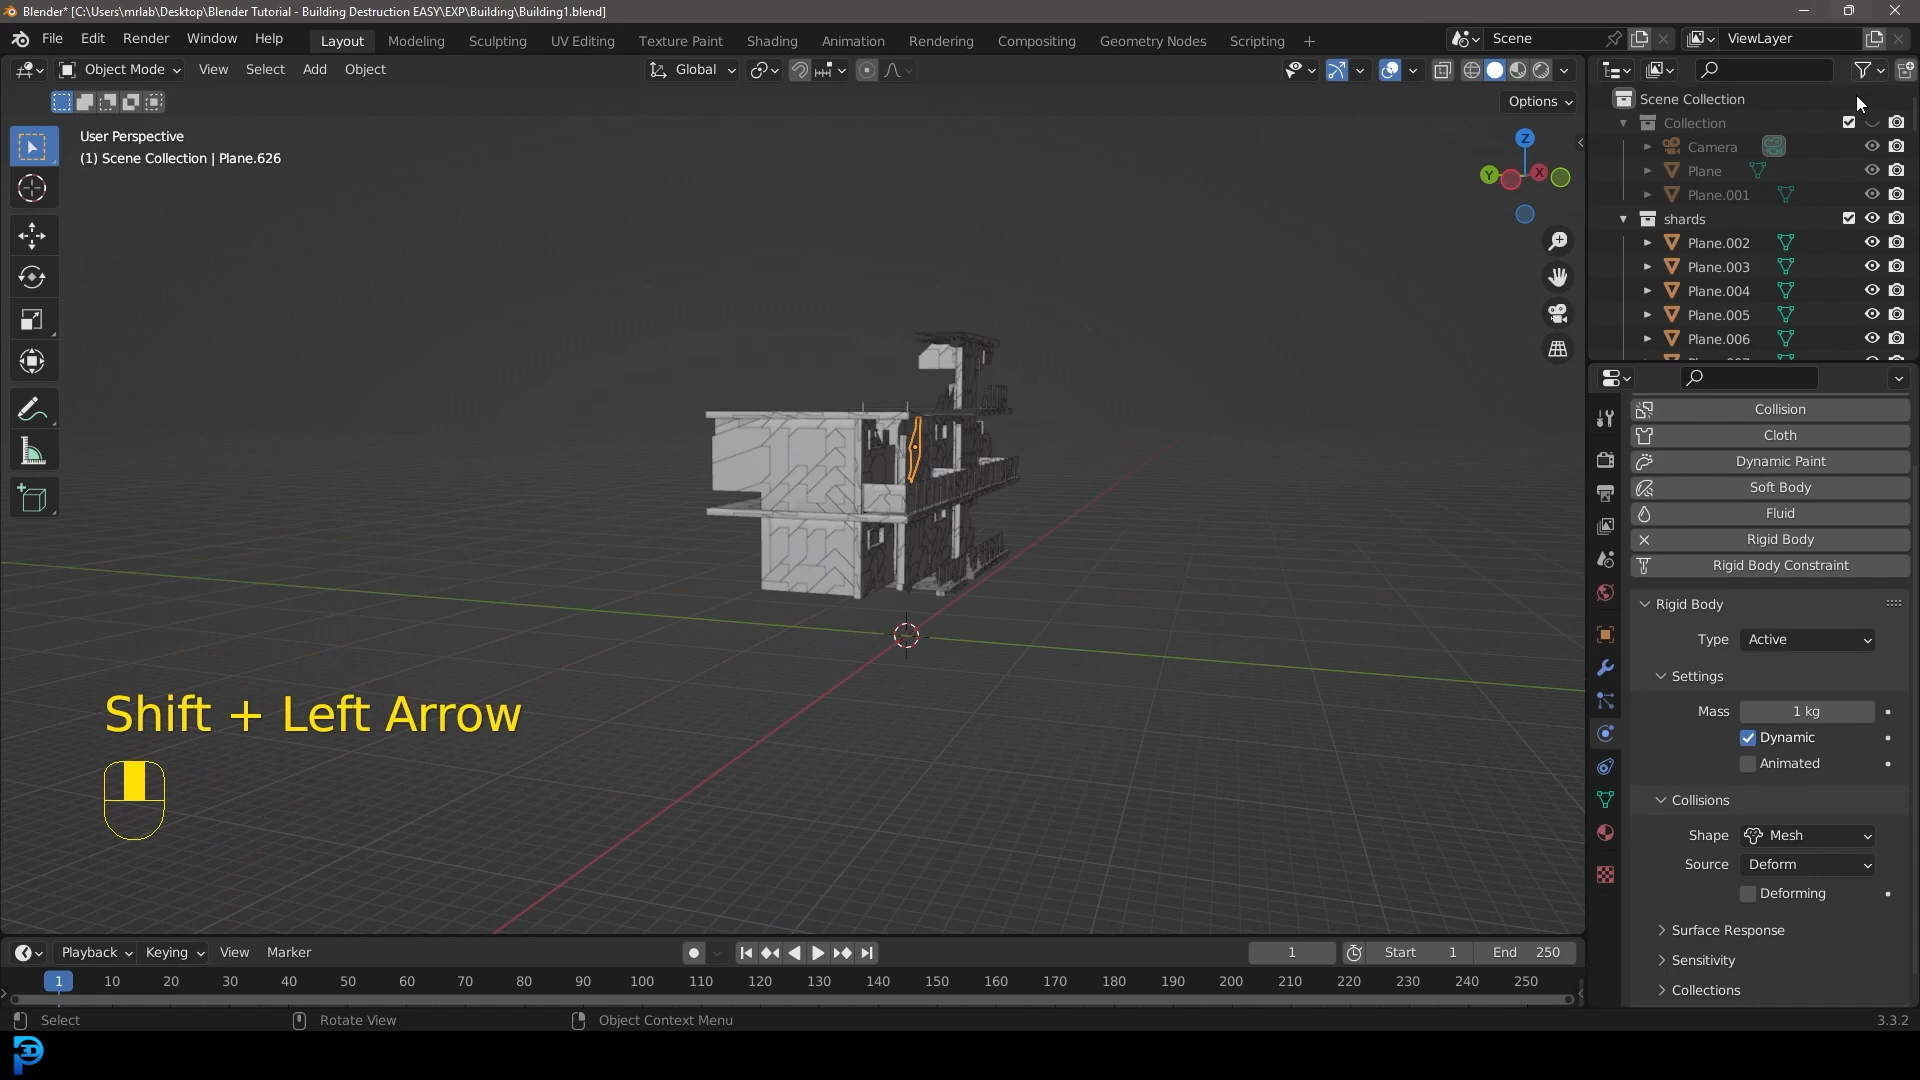 Blender* [C:\Users\mrlab\Desktop\Blender Tutorial - Building Destruction EASY\EXP\Building\Building1.blend]
File Edit Render Window Help
Layout Modeling Sculpting UV Editing Texture Paint Shading Animation Rendering Compositing Geometry Nodes Scripting +
Scene
ViewLayer
Object Mode View Select Add Object
Global
Options
User Perspective
(1) Scene Collection | Plane.626
Z
Y
X
Scene Collection
Collection
Camera
Plane
Plane.001
shards
Plane.002
Plane.003
Plane.004
Plane.005
Plane.006
Collision
Cloth
Dynamic Paint
Soft Body
Fluid
Rigid Body
Rigid Body Constraint
Rigid Body
Type Active
Settings
Mass 1 kg
Dynamic
Animated
Collisions
Shape Mesh
Source Deform
Deforming
Surface Response
Sensitivity
Collections
Shift + Left Arrow
Playback Keying View Marker
1
Start 1
End 250
1 10 20 30 40 50 60 70 80 90 100 110 120 130 140 150 160 170 180 190 200 210 220 230 240 250
Select
Rotate View
Object Context Menu
3.3.2